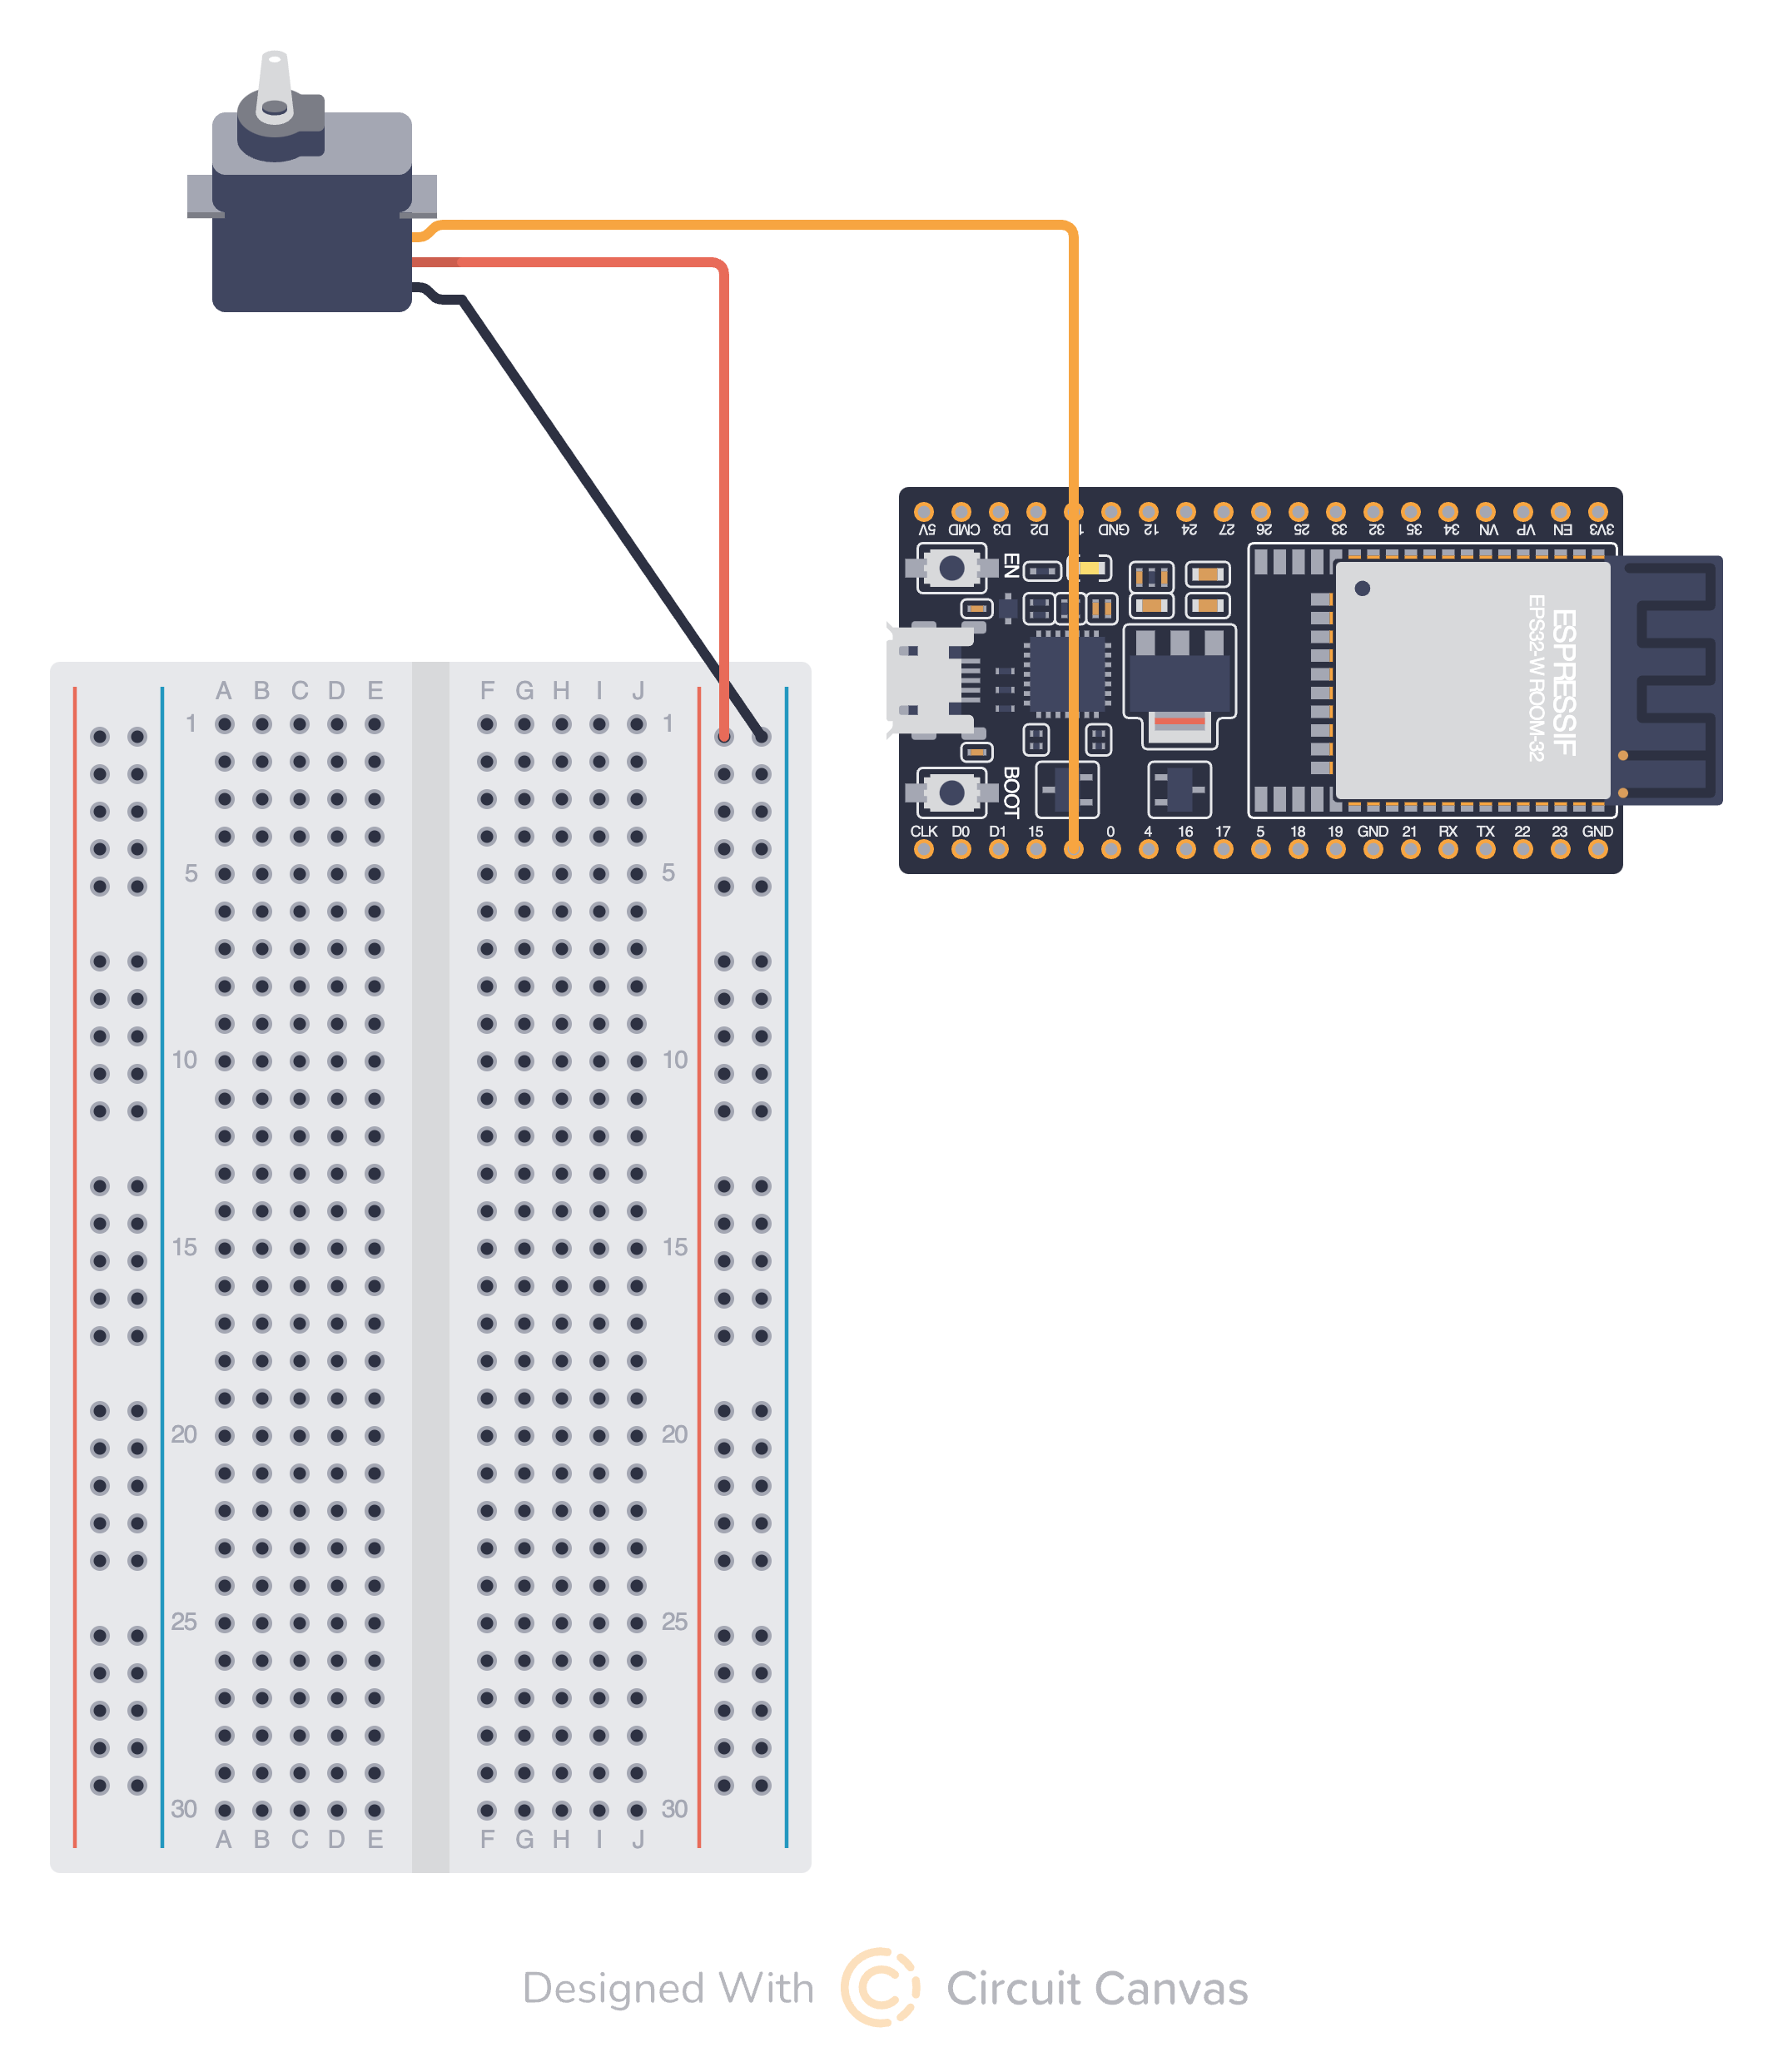 5V CMD D3 D2 1 GND 12 24 27 26 25 33 32 35 34 VN VP EN 3V3
EN
ESPRESSIF
EPS32-W ROOM-32
BOOT
CLK D0 D1 15 0 4 16 17 5 18 19 GND 21 RX TX 22 23 GND
A B C D E F G H I J
1 1
5 5
10 10
15 15
20 20
25 25
30 30
A B C D E F G H I J
Designed With Circuit Canvas